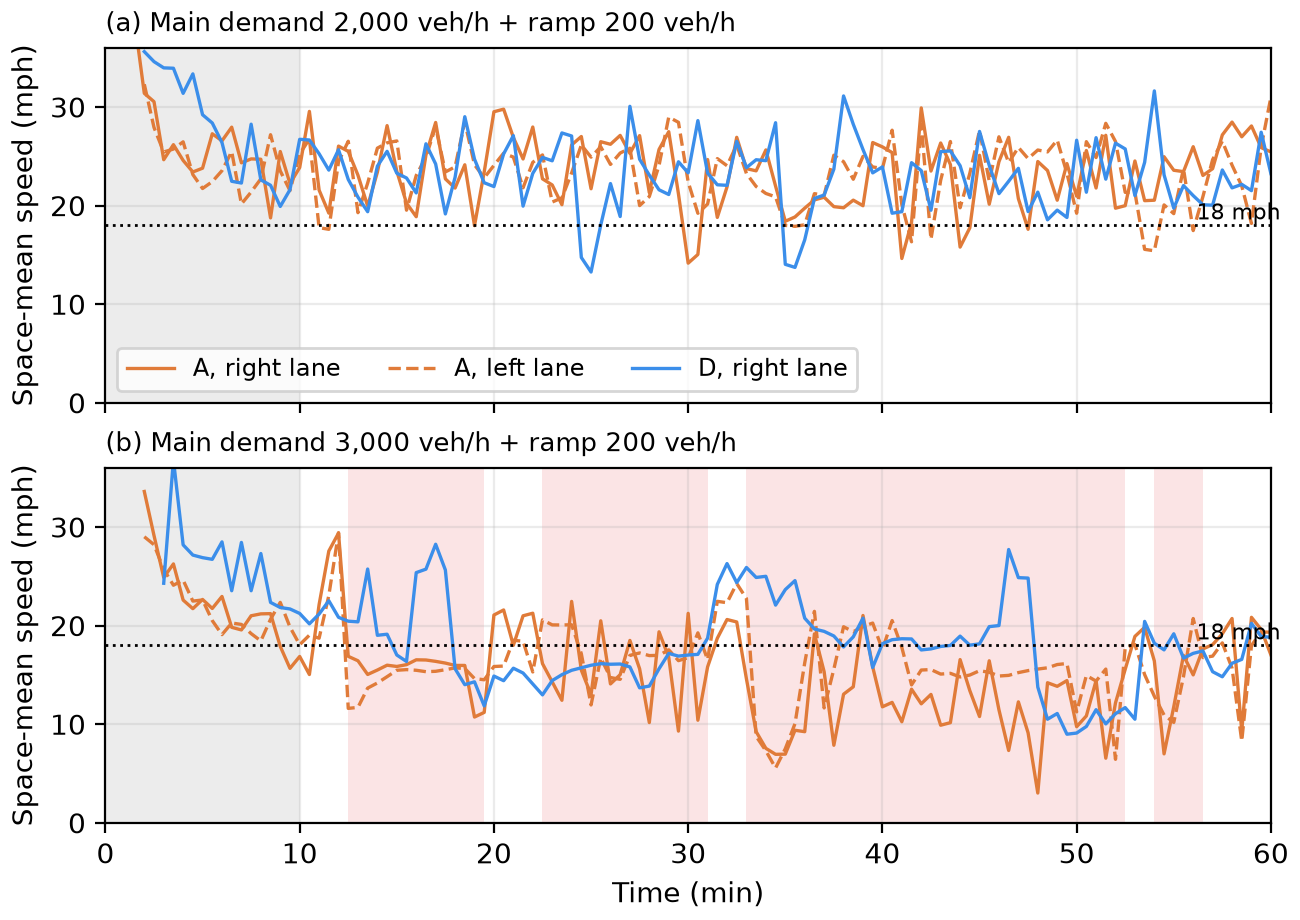 (a) Main demand 2,000 veh/h + ramp 200 veh/h
Space-mean speed (mph)
30
20
10
0
18 mph
A, right lane
A, left lane
D, right lane
(b) Main demand 3,000 veh/h + ramp 200 veh/h
Space-mean speed (mph)
30
20
10
0
18 mph
0 10 20 30 40 50 60
Time (min)